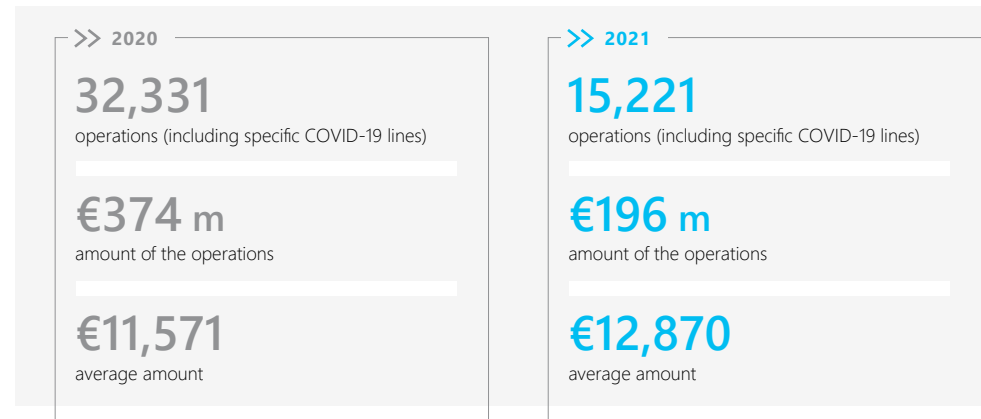 >> 2020
32,331
operations (including specific COVID-19 lines)
€374 m
amount of the operations
€11,571
average amount
>> 2021
15,221
operations (including specific COVID-19 lines)
€196 m
amount of the operations
€12,870
average amount